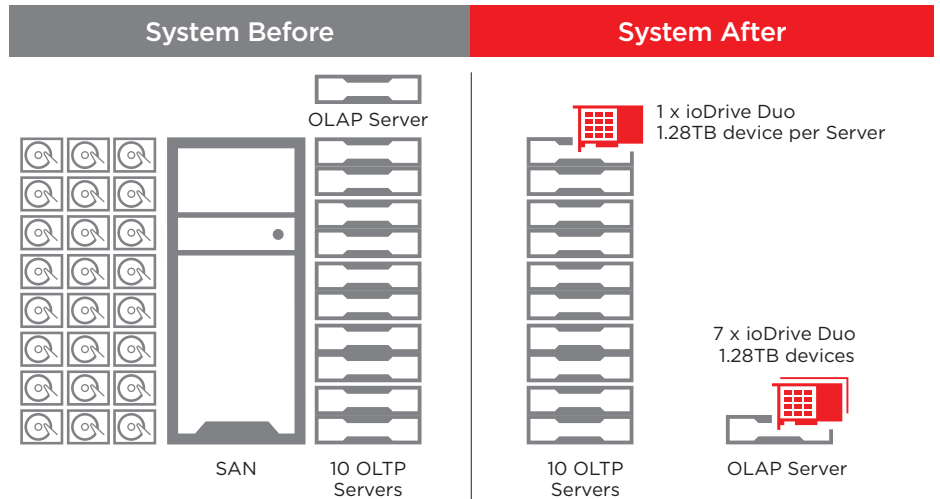 System Before
System After
OLAP Server
1 x ioDrive Duo
1.28TB device per Server
7 x ioDrive Duo
1.28TB devices
SAN
10 OLTP
Servers
10 OLTP
Servers
OLAP Server